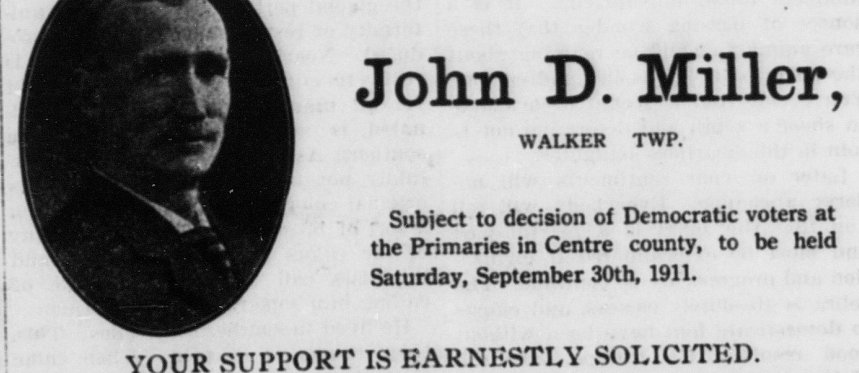 John D. Miller,
WALKER TWP.
Subject to decision of Democratic voters at
the Primaries in Centre county, to be held
Saturday, September 30th, 1911.
YOUR SUPPORT IS EARNESTLY SOLICITED.